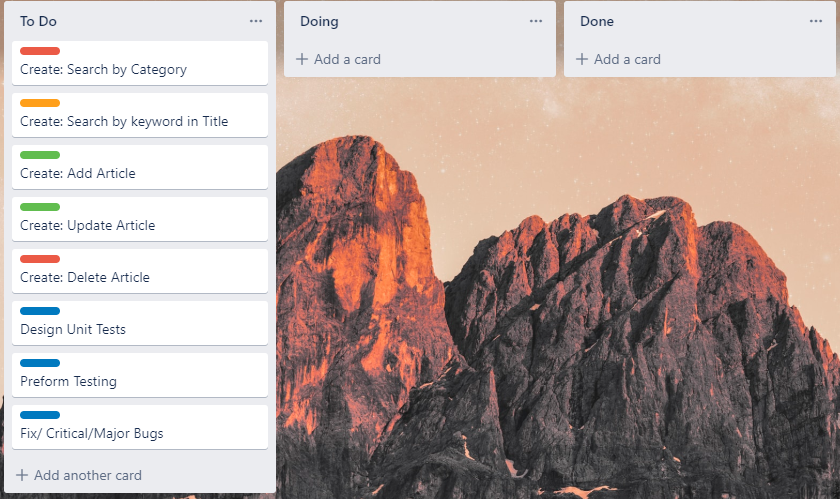 To Do
Create: Search by Category
Create: Search by keyword in Title
Create: Add Article
Create: Update Article
Create: Delete Article
Design Unit Tests
Preform Testing
Fix/ Critical/Major Bugs
Add another card
Doing
Add a card
Done
Add a card